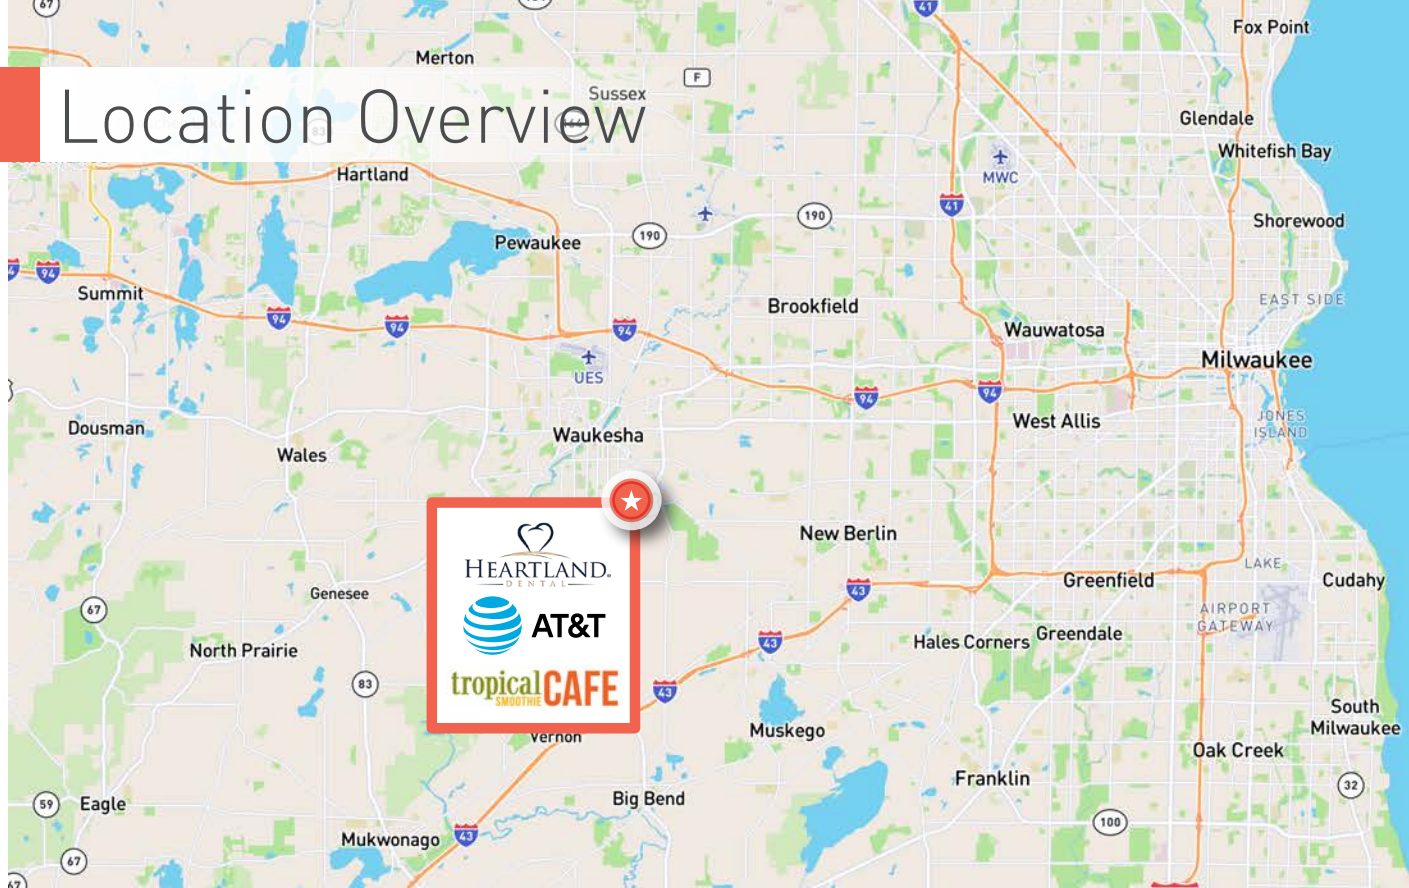 67
41
Fox Point
Merton
F
Sussex
Location Overview
83
Glendale
Whitefish Bay
MWC
Hartland
41
190
Shorewood
190
Pewaukee
94
Summit
EAST SIDE
Brookfield
94
94
94
Wauwatosa
Milwaukee
UES
94
94
Dousman
Waukesha
West Allis
JONES
ISLAND
Wales
New Berlin
HEARTLAND
DENTAL
LAKE
Greenfield
Cudahy
43
Genesee
67
AT&T
AIRPORT
GATEWAY
Hales Corners
Greendale
43
North Prairie
83
tropical
SMOOTHIE
CAFE
43
South
Milwaukee
Muskego
Vernon
Oak Creek
Franklin
32
Big Bend
59
Eagle
100
Mukwonago
43
67
67